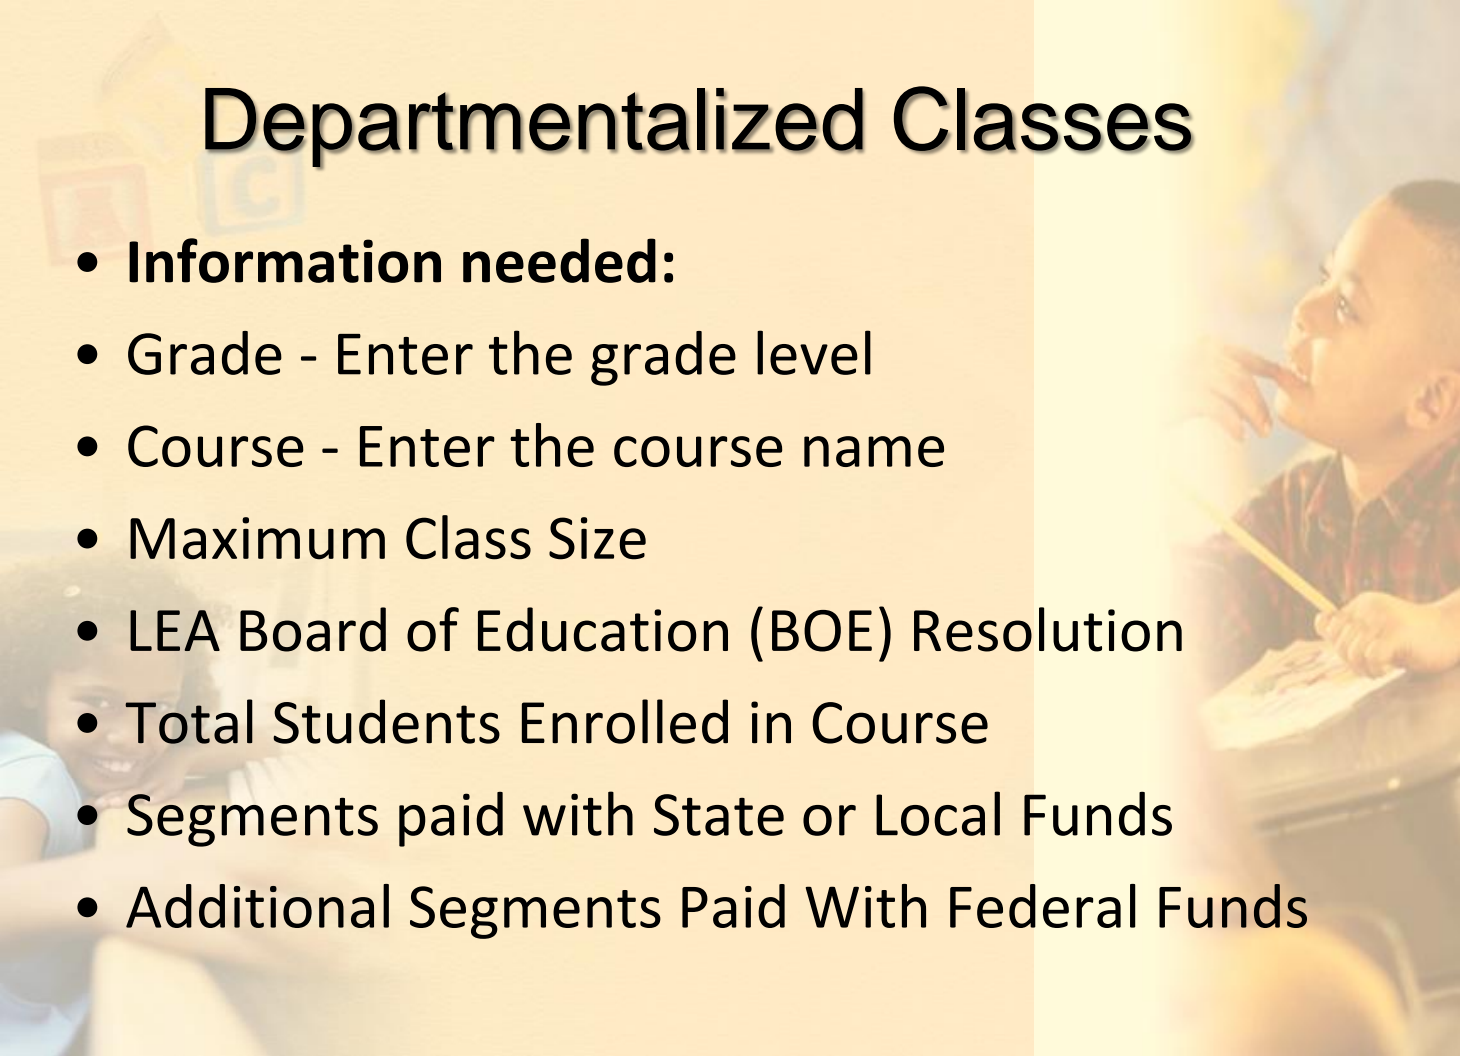 Departmentalized Classes
• Information needed:
• Grade - Enter the grade level
• Course - Enter the course name
• Maximum Class Size
• LEA Board of Education (BOE) Resolution
• Total Students Enrolled in Course
• Segments paid with State or Local Funds
• Additional Segments Paid With Federal Funds
A C